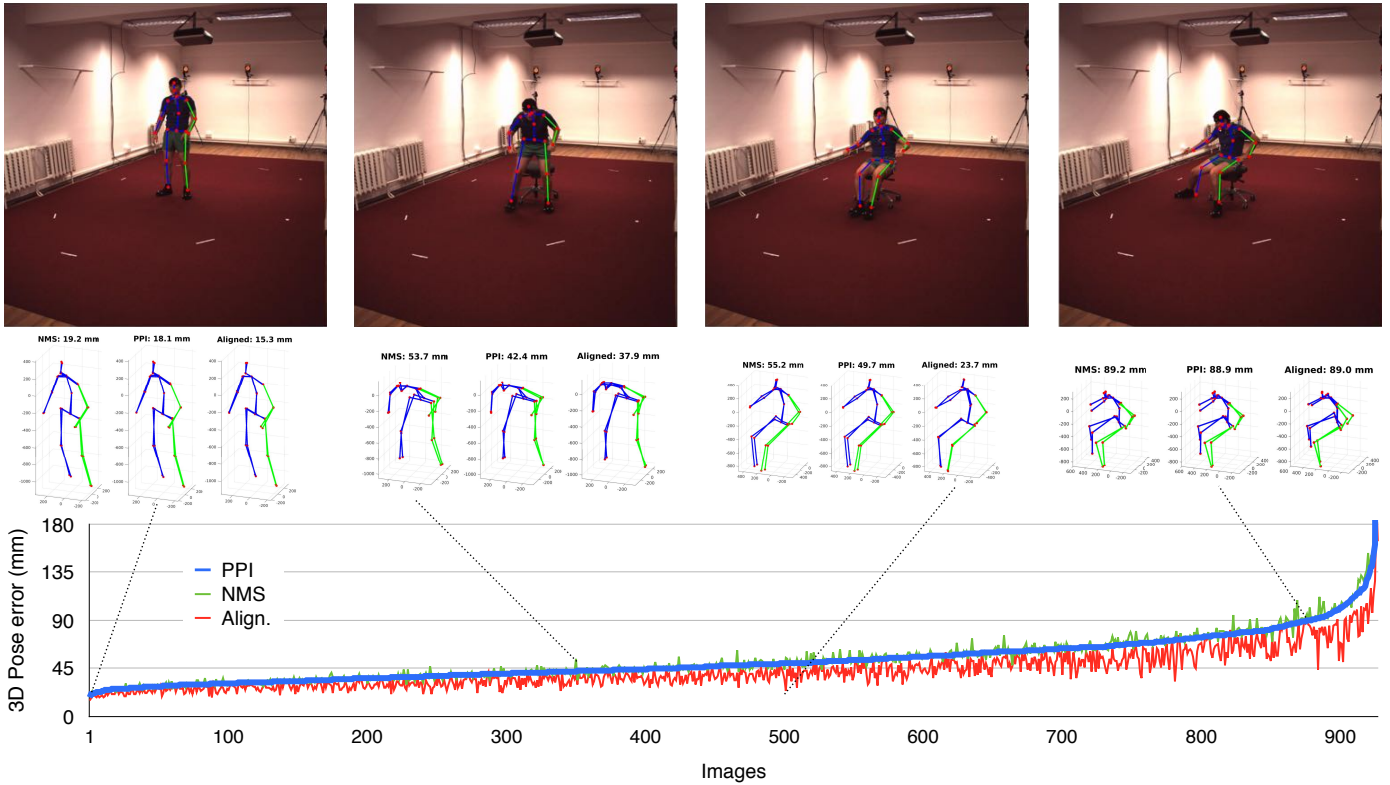 NMS: 19.2 mm PPI: 18.1 mm Aligned: 15.3 mm
NMS: 53.7 mm PPI: 42.4 mm Aligned: 37.9 mm
NMS: 55.2 mm PPI: 49.7 mm Aligned: 23.7 mm
NMS: 89.2 mm PPI: 88.9 mm Aligned: 89.0 mm
3D Pose error (mm)
180
135
90
45
0
PPI
NMS
Align.
1 100 200 300 400 500 600 700 800 900
Images